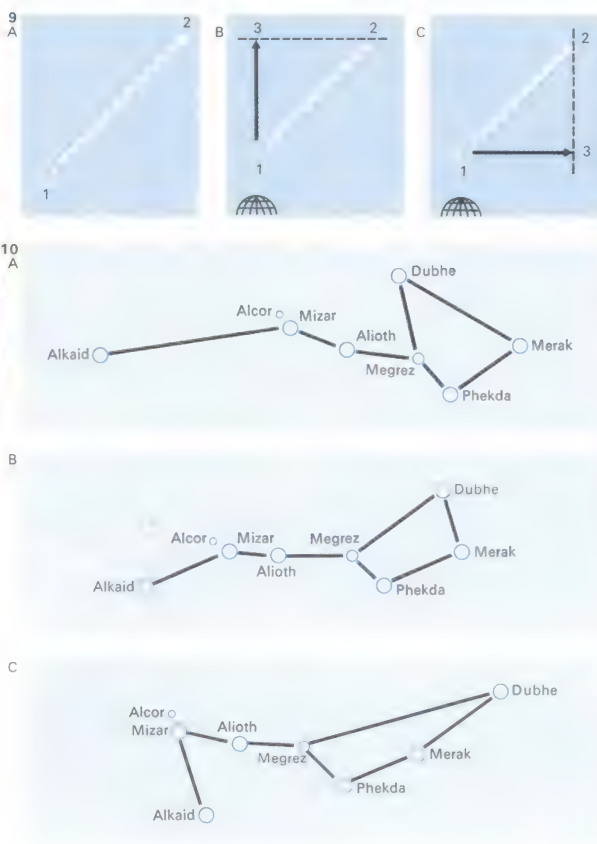 9
A
1
2
B
3
2
1
C
2
1
3
10
A
Dubhe
Alcor
Mizar
Alioth
Alkaid
Megrez
Merak
Phekda
B
Dubhe
Alcor
Mizar
Megrez
Alioth
Merak
Alkaid
Phekda
C
Dubhe
Alcor
Mizar
Alioth
Megrez
Merak
Phekda
Alkaid